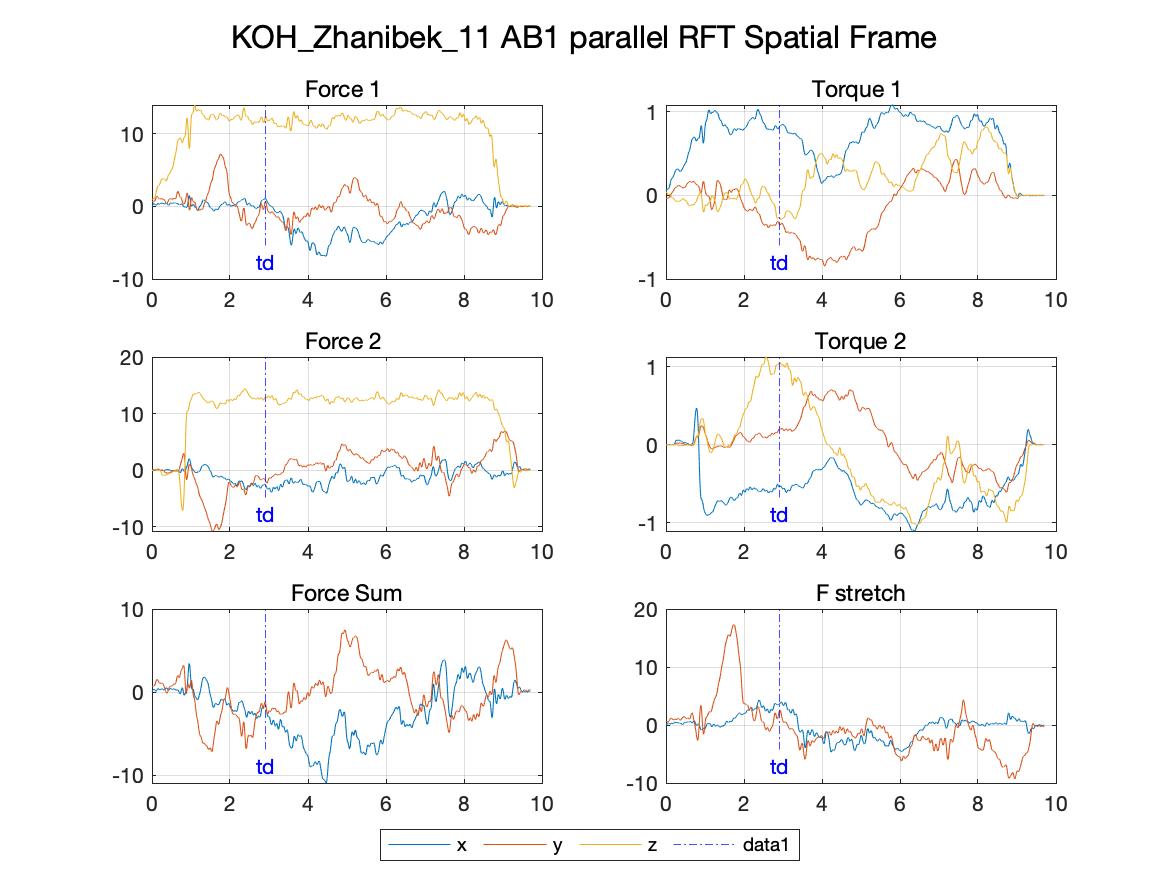 KOH_Zhanibek_11 AB1 parallel RFT Spatial Frame
Force 1
10
0
-10
td
0 2 4 6 8 10
Torque 1
1
0
-1
td
0 2 4 6 8 10
Force 2
20
10
0
-10
td
0 2 4 6 8 10
Torque 2
1
0
-1
td
0 2 4 6 8 10
Force Sum
10
0
-10
td
0 2 4 6 8 10
F stretch
20
10
0
-10
td
0 2 4 6 8 10
x y z data1